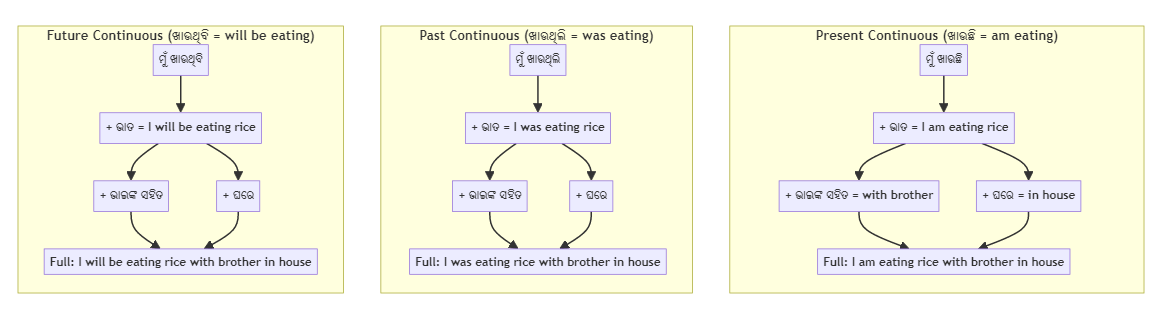 Future Continuous (ଖାଉଥିବି = will be eating)
ମୁଁ ଖାଉଥିବି
+ ଭାତ = I will be eating rice
+ ଭାଇଙ୍କ ସହିତ
+ ଘରେ
Full: I will be eating rice with brother in house
Past Continuous (ଖାଉଥିଲି = was eating)
ମୁଁ ଖାଉଥିଲି
+ ଭାତ = I was eating rice
+ ଭାଇଙ୍କ ସହିତ
+ ଘରେ
Full: I was eating rice with brother in house
Present Continuous (ଖାଉଛି = am eating)
ମୁଁ ଖାଉଛି
+ ଭାତ = I am eating rice
+ ଭାଇଙ୍କ ସହିତ = with brother
+ ଘରେ = in house
Full: I am eating rice with brother in house